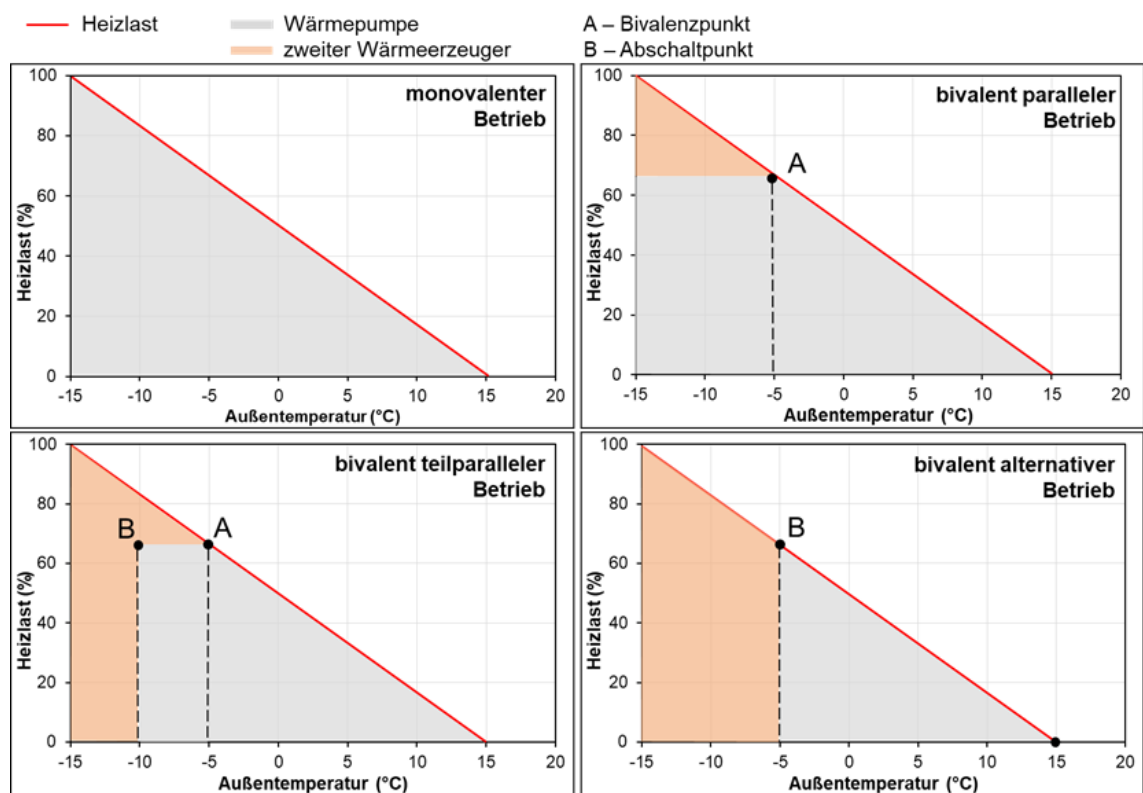 Heizlast Wärmepumpe A – Bivalenzpunkt
zweiter Wärmeerzeuger B – Abschaltpunkt
monovalenter
Betrieb
Heizlast (%)
100
80
60
40
20
0
-15 -10 -5 0 5 10 15 20
Außentemperatur (°C)
bivalent paralleler
Betrieb
A
Heizlast (%)
100
80
60
40
20
0
-15 -10 -5 0 5 10 15 20
Außentemperatur (°C)
bivalent teilparalleler
Betrieb
B A
Heizlast (%)
100
80
60
40
20
0
-15 -10 -5 0 5 10 15 20
Außentemperatur (°C)
bivalent alternativer
Betrieb
B
Heizlast (%)
100
80
60
40
20
0
-15 -10 -5 0 5 10 15 20
Außentemperatur (°C)